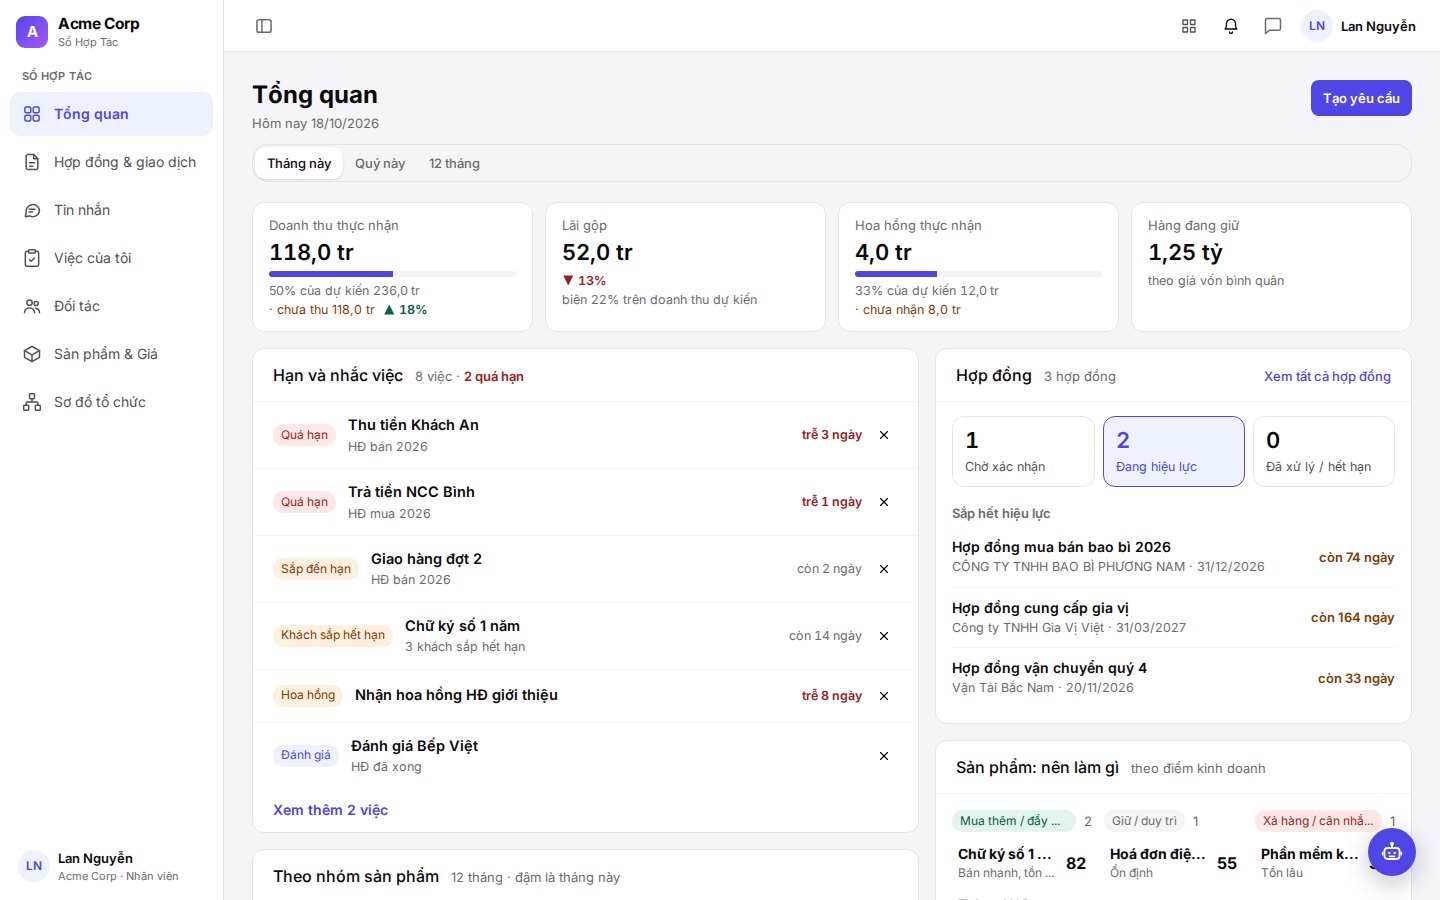 A
Acme Corp
Sổ Hợp Tác
SỔ HỢP TÁC
Tổng quan
Hợp đồng & giao dịch
Tin nhắn
Việc của tôi
Đối tác
Sản phẩm & Giá
Sơ đồ tổ chức
LN
Lan Nguyễn
Acme Corp · Nhân viên
LN
Lan Nguyễn
Tổng quan
Hôm nay 18/10/2026
Tạo yêu cầu
Tháng này
Quý này
12 tháng
Doanh thu thực nhận
118,0 tr
50% của dự kiến 236,0 tr
· chưa thu 118,0 tr ▲ 18%
Lãi gộp
52,0 tr
▼ 13%
biên 22% trên doanh thu dự kiến
Hoa hồng thực nhận
4,0 tr
33% của dự kiến 12,0 tr
· chưa nhận 8,0 tr
Hàng đang giữ
1,25 tỷ
theo giá vốn bình quân
Hạn và nhắc việc 8 việc · 2 quá hạn
Quá hạn
Thu tiền Khách An
HĐ bán 2026
trễ 3 ngày
Quá hạn
Trả tiền NCC Bình
HĐ mua 2026
trễ 1 ngày
Sắp đến hạn
Giao hàng đợt 2
HĐ bán 2026
còn 2 ngày
Khách sắp hết hạn
Chữ ký số 1 năm
3 khách sắp hết hạn
còn 14 ngày
Hoa hồng
Nhận hoa hồng HĐ giới thiệu
trễ 8 ngày
Đánh giá
Đánh giá Bếp Việt
HĐ đã xong
Xem thêm 2 việc
Theo nhóm sản phẩm 12 tháng · đậm là tháng này
Hợp đồng 3 hợp đồng
Xem tất cả hợp đồng
1
Chờ xác nhận
2
Đang hiệu lực
0
Đã xử lý / hết hạn
Sắp hết hiệu lực
Hợp đồng mua bán bao bì 2026
CÔNG TY TNHH BAO BÌ PHƯƠNG NAM · 31/12/2026
còn 74 ngày
Hợp đồng cung cấp gia vị
Công ty TNHH Gia Vị Việt · 31/03/2027
còn 164 ngày
Hợp đồng vận chuyển quý 4
Vận Tải Bắc Nam · 20/11/2026
còn 33 ngày
Sản phẩm: nên làm gì theo điểm kinh doanh
Mua thêm / đẩy ... 2
Chữ ký số 1 ...
Bán nhanh, tồn ...
82
Giữ / duy trì 1
Hoá đơn điệ...
Ổn định
55
Xả hàng / cân nhắ... 1
Phần mềm k...
Tồn lâu